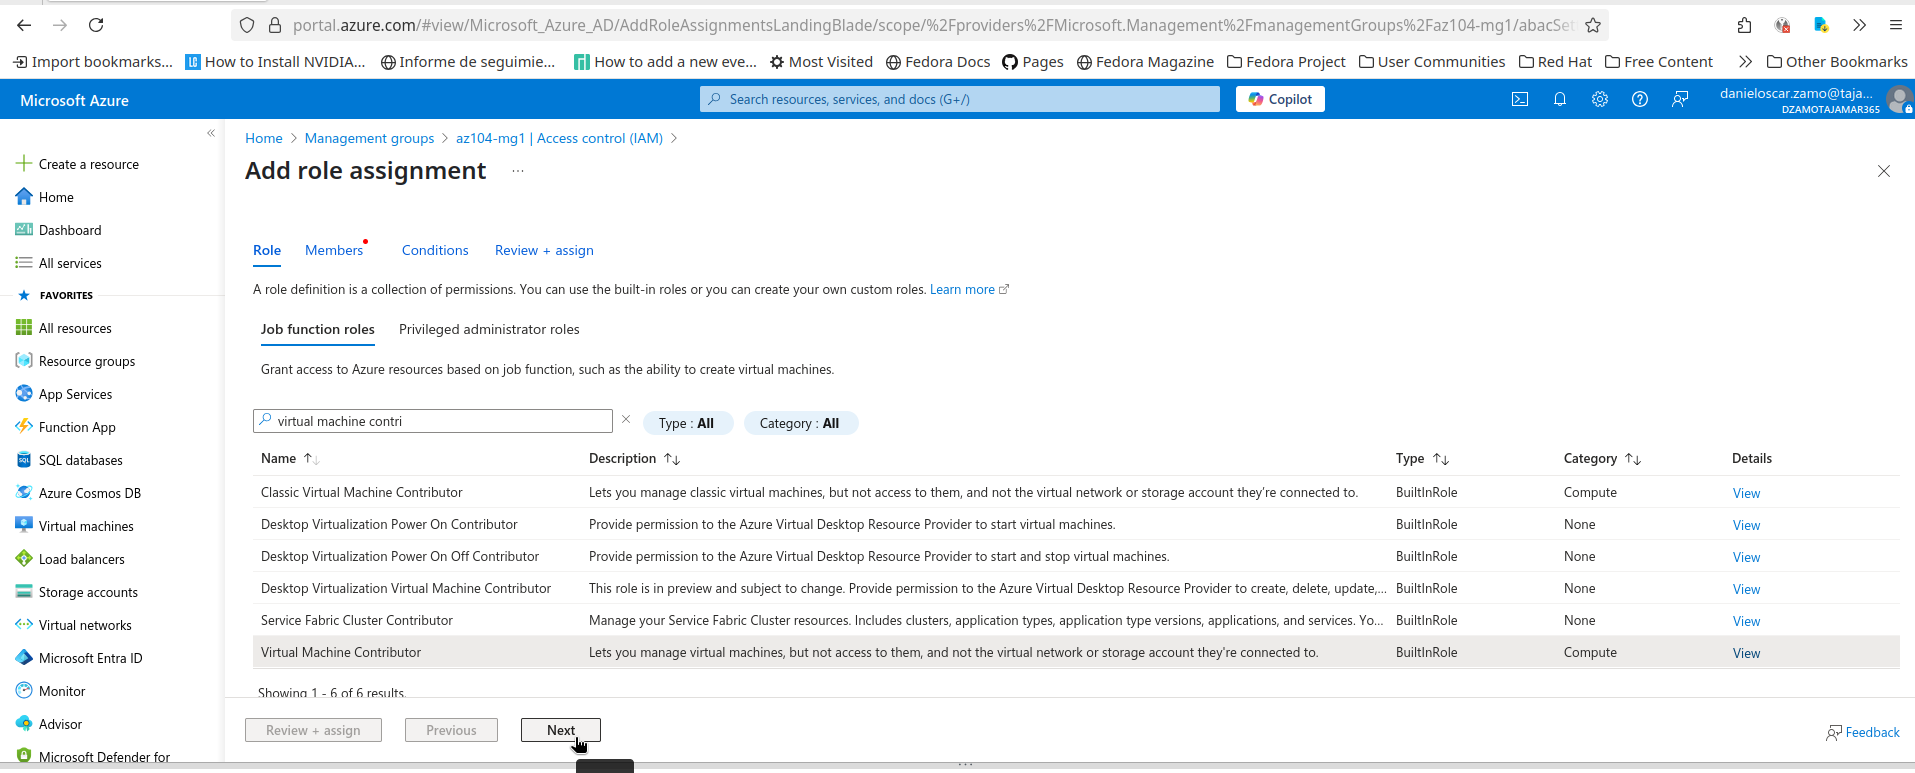 portal.azure.com/#view/Microsoft_Azure_AD/AddRoleAssignmentsLandingBlade/scope/%2Fproviders%2FMicrosoft.Management%2FmanagementGroups%2Faz104-mg1/abacSet
Import bookmarks... How to Install NVIDIA... Informe de seguimie... How to add a new eve... Most Visited Fedora Docs Pages Fedora Magazine Fedora Project User Communities Red Hat Free Content Other Bookmarks
Microsoft Azure
Search resources, services, and docs (G+/)
Copilot
danieloscar.zamo@taja...
DZAMOTAJAMAR365
Create a resource
Home
Dashboard
All services
FAVORITES
All resources
Resource groups
App Services
Function App
SQL databases
Azure Cosmos DB
Virtual machines
Load balancers
Storage accounts
Virtual networks
Microsoft Entra ID
Monitor
Advisor
Microsoft Defender for
Home > Management groups > az104-mg1 | Access control (IAM) >
Add role assignment ...
Role Members Conditions Review + assign
A role definition is a collection of permissions. You can use the built-in roles or you can create your own custom roles. Learn more
Job function roles Privileged administrator roles
Grant access to Azure resources based on job function, such as the ability to create virtual machines.
virtual machine contri
Type : All
Category : All
Name Description Type Category Details
Classic Virtual Machine Contributor Lets you manage classic virtual machines, but not access to them, and not the virtual network or storage account they're connected to. BuiltInRole Compute View
Desktop Virtualization Power On Contributor Provide permission to the Azure Virtual Desktop Resource Provider to start virtual machines. BuiltInRole None View
Desktop Virtualization Power On Off Contributor Provide permission to the Azure Virtual Desktop Resource Provider to start and stop virtual machines. BuiltInRole None View
Desktop Virtualization Virtual Machine Contributor This role is in preview and subject to change. Provide permission to the Azure Virtual Desktop Resource Provider to create, delete, update,... BuiltInRole None View
Service Fabric Cluster Contributor Manage your Service Fabric Cluster resources. Includes clusters, application types, application type versions, applications, and services. Yo... BuiltInRole None View
Virtual Machine Contributor Lets you manage virtual machines, but not access to them, and not the virtual network or storage account they're connected to. BuiltInRole Compute View
Showing 1 - 6 of 6 results.
Review + assign Previous Next
Feedback